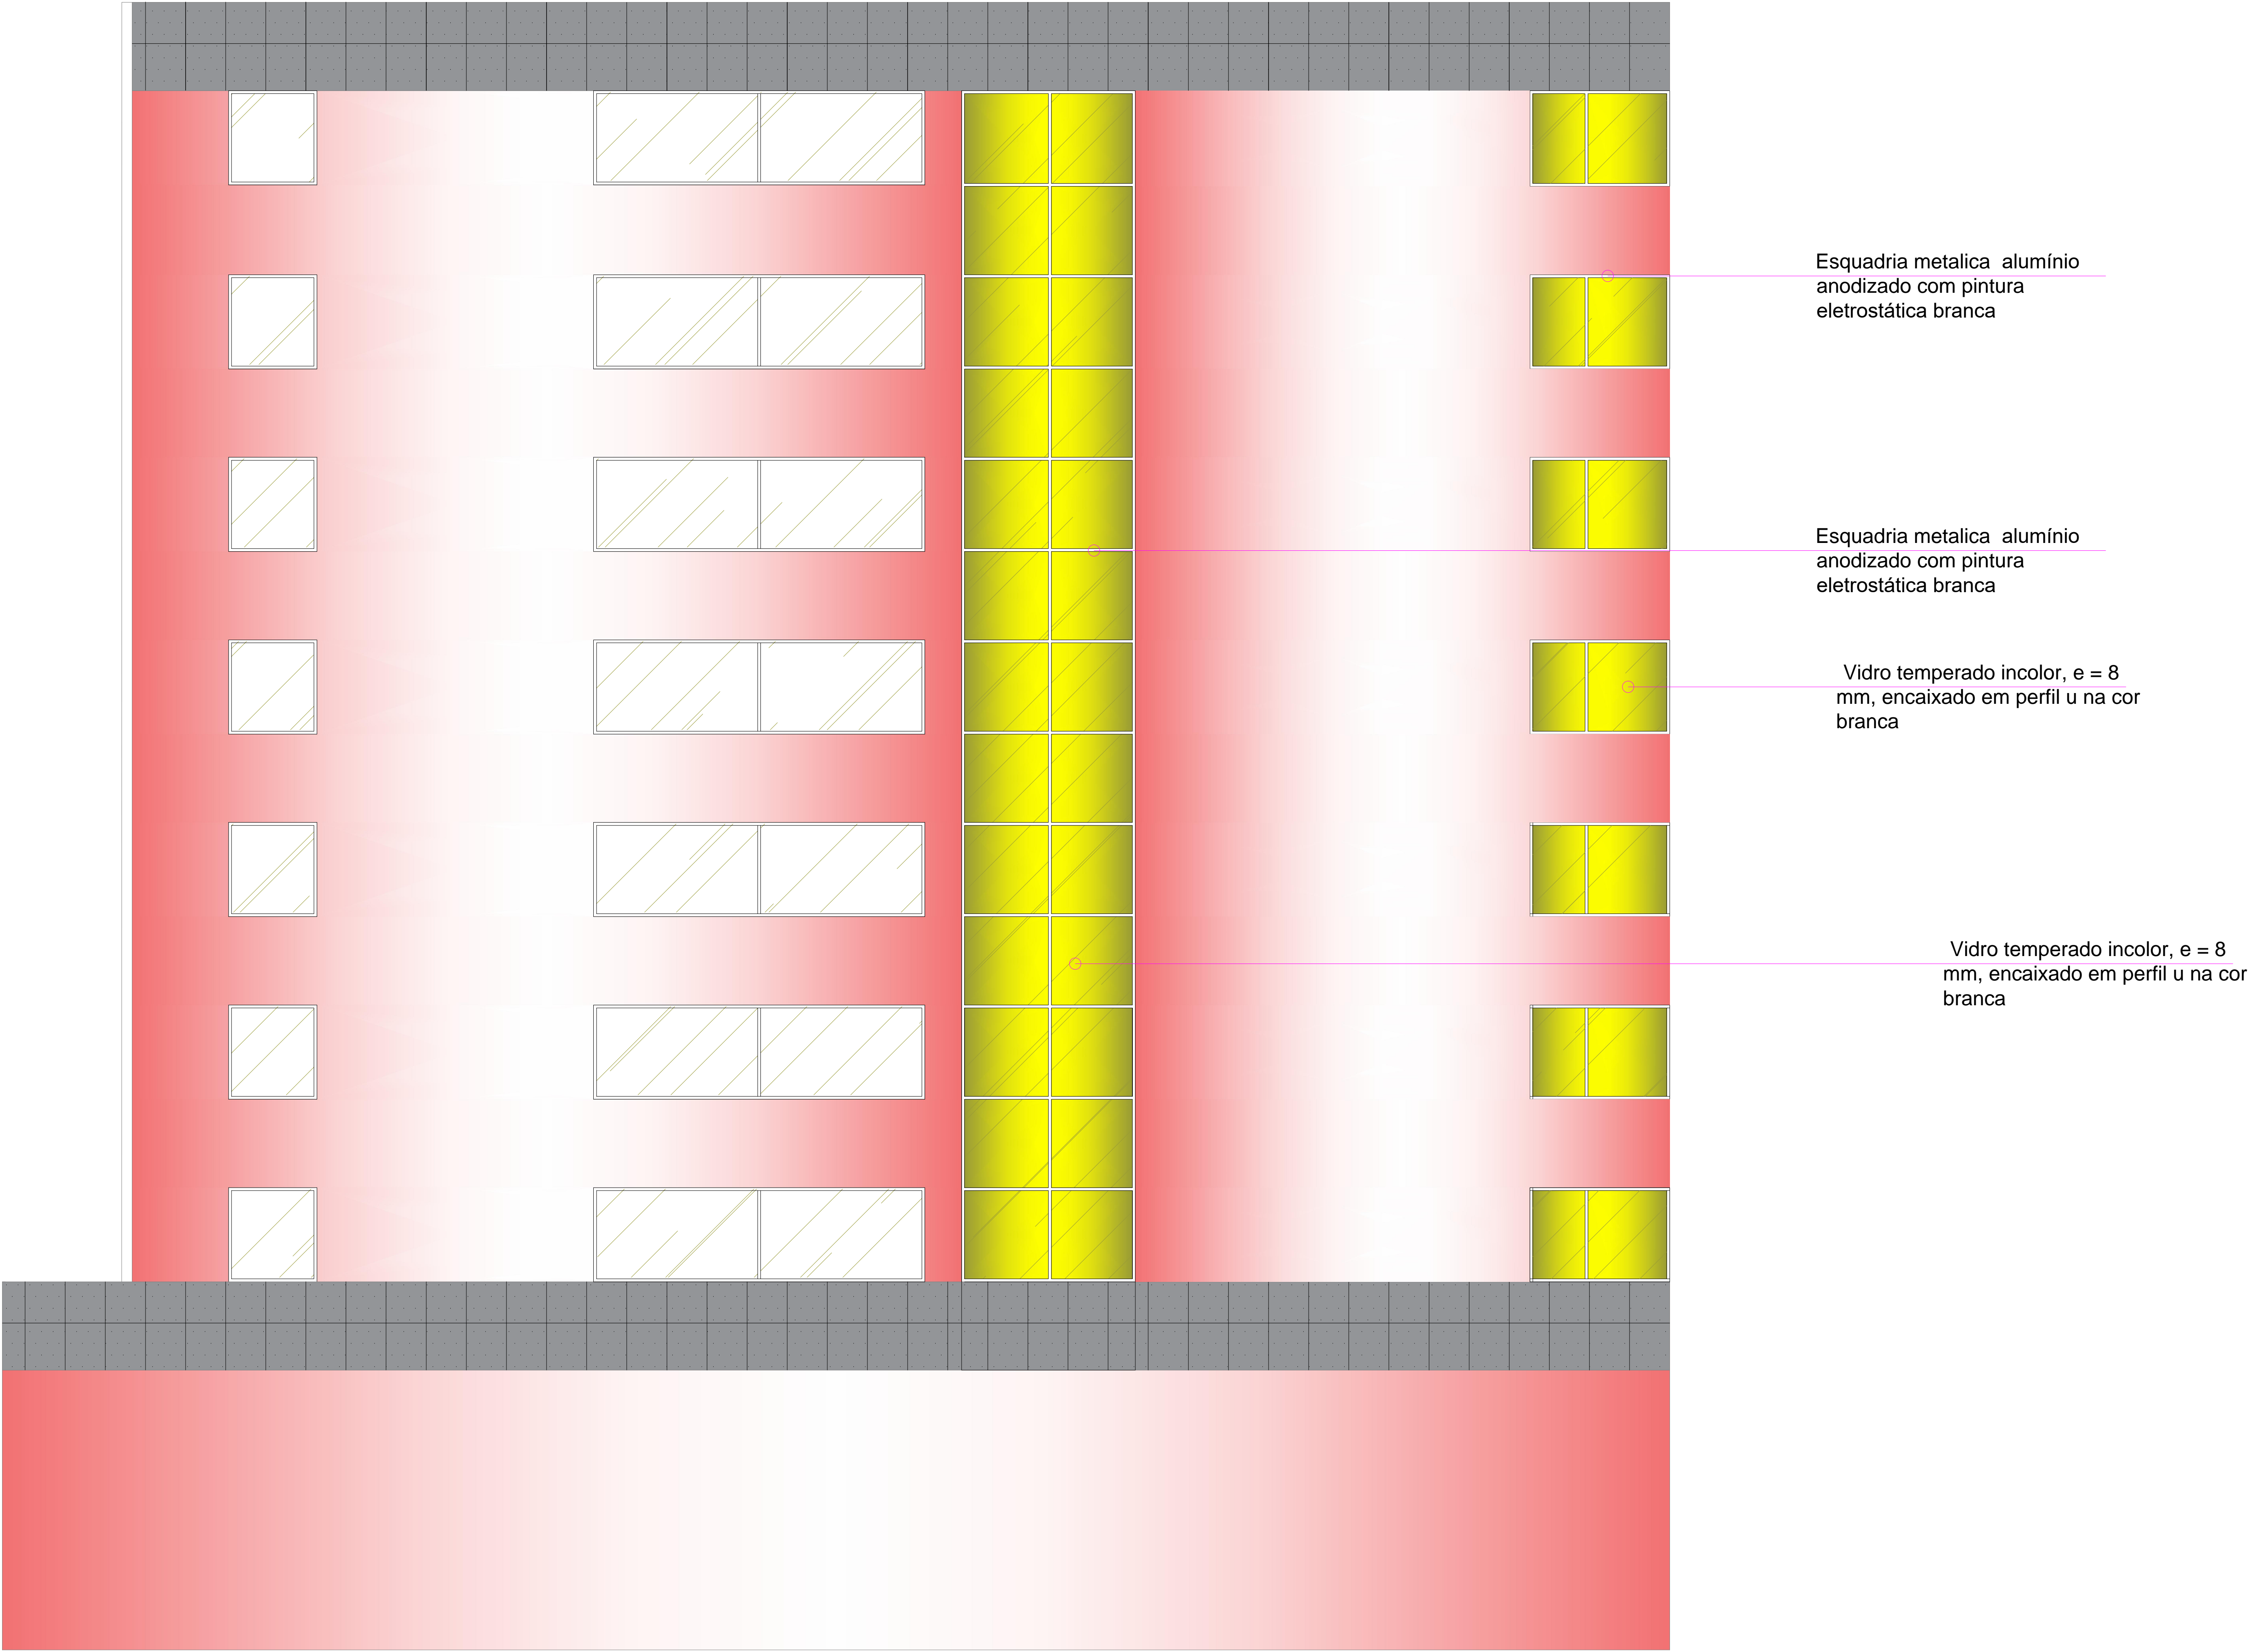 Esquadria metalica  alumínio
anodizado com pintura
eletrostática branca
Esquadria metalica  alumínio
anodizado com pintura
eletrostática branca
Vidro temperado incolor, e = 8
mm, encaixado em perfil u na cor
branca
Vidro temperado incolor, e = 8
mm, encaixado em perfil u na cor
branca